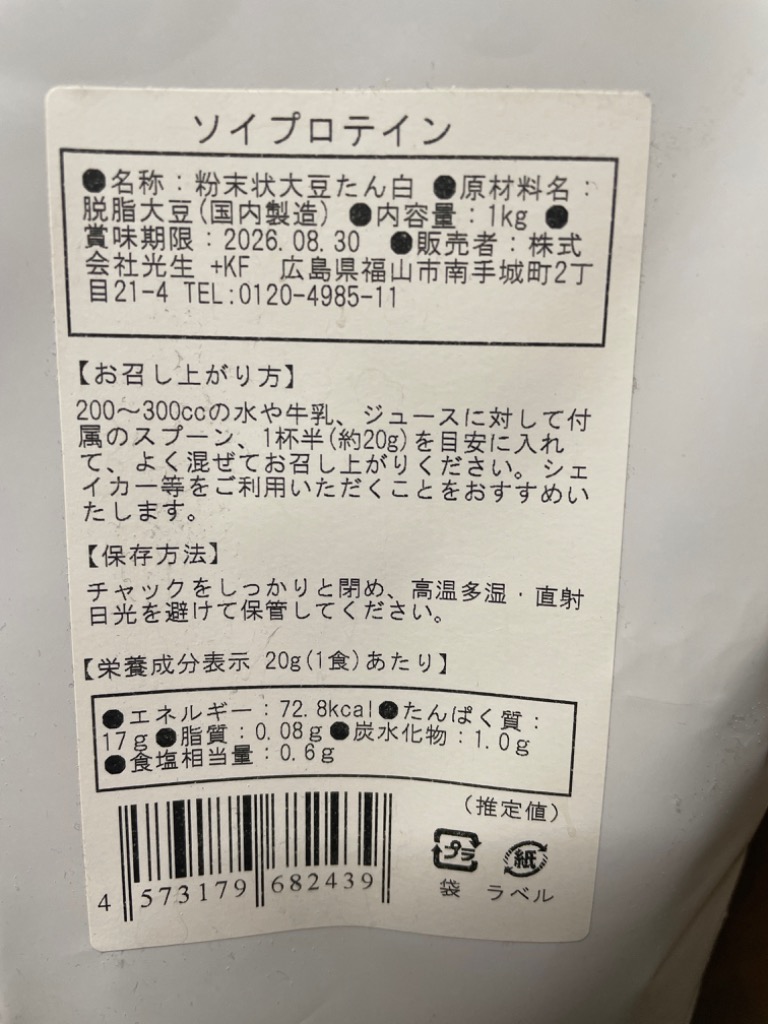 ソイプロテイン
●名称：粉末状大豆たん白 ●原材料名：
脱脂大豆(国内製造) ●内容量：1kg ●
賞味期限：2026.08.30 ●販売者：株式
会社光生 +KF 広島県福山市南手城町2丁
目21-4 TEL:0120-4985-11
【お召し上がり方】
200～300ccの水や牛乳、ジュースに対して付
属のスプーン、1杯半(約20g)を目安に入れ
て、よく混ぜてお召し上がりください。シェ
イカー等をご利用いただくことをおすすめい
たします。
【保存方法】
チャックをしっかりと閉め、高温多湿・直射
日光を避けて保管してください。
【栄養成分表示 20g(1食)あたり】
●エネルギー：72.8kcal●たんぱく質：
17g●脂質：0.08g●炭水化物：1.0g
●食塩相当量：0.6g
（推定値）
プラ 紙
袋 ラベル
4 573179 682439